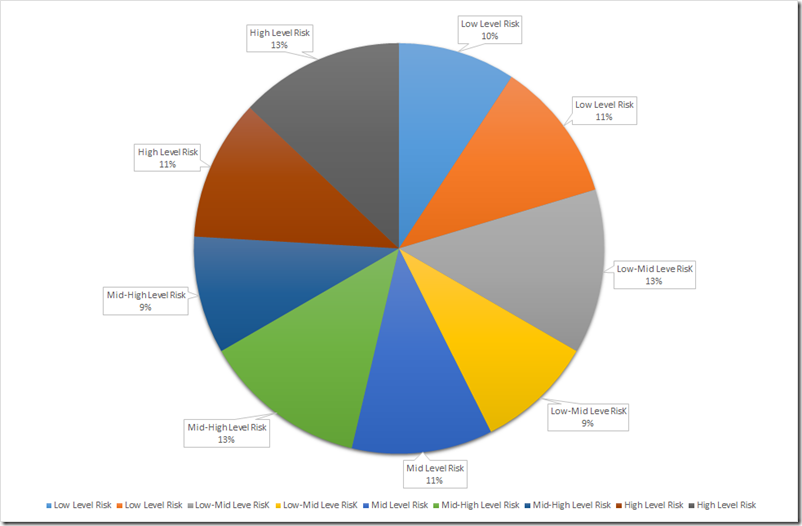 Low Level Risk
10%
Low Level Risk
11%
Low-Mid Leve RisK
13%
Low-Mid Leve RisK
9%
Mid Level Risk
11%
Mid-High Level Risk
13%
Mid-High Level Risk
9%
High Level Risk
11%
High Level Risk
13%
Low Level Risk Low Level Risk Low-Mid Leve RisK Low-Mid Leve RisK Mid Level Risk Mid-High Level Risk Mid-High Level Risk High Level Risk High Level Risk